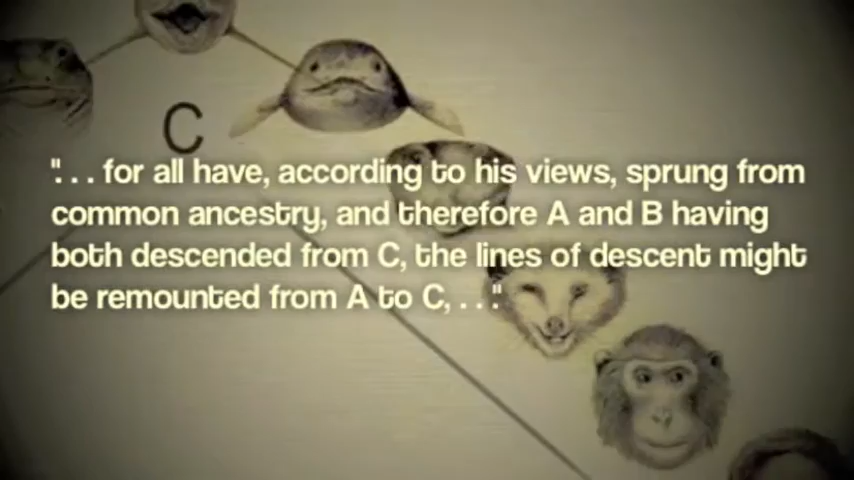 C
". . . for all have, according to his views, sprung from
common ancestry, and therefore A and B having
both descended from C, the lines of descent might
be remounted from A to C, . . ."